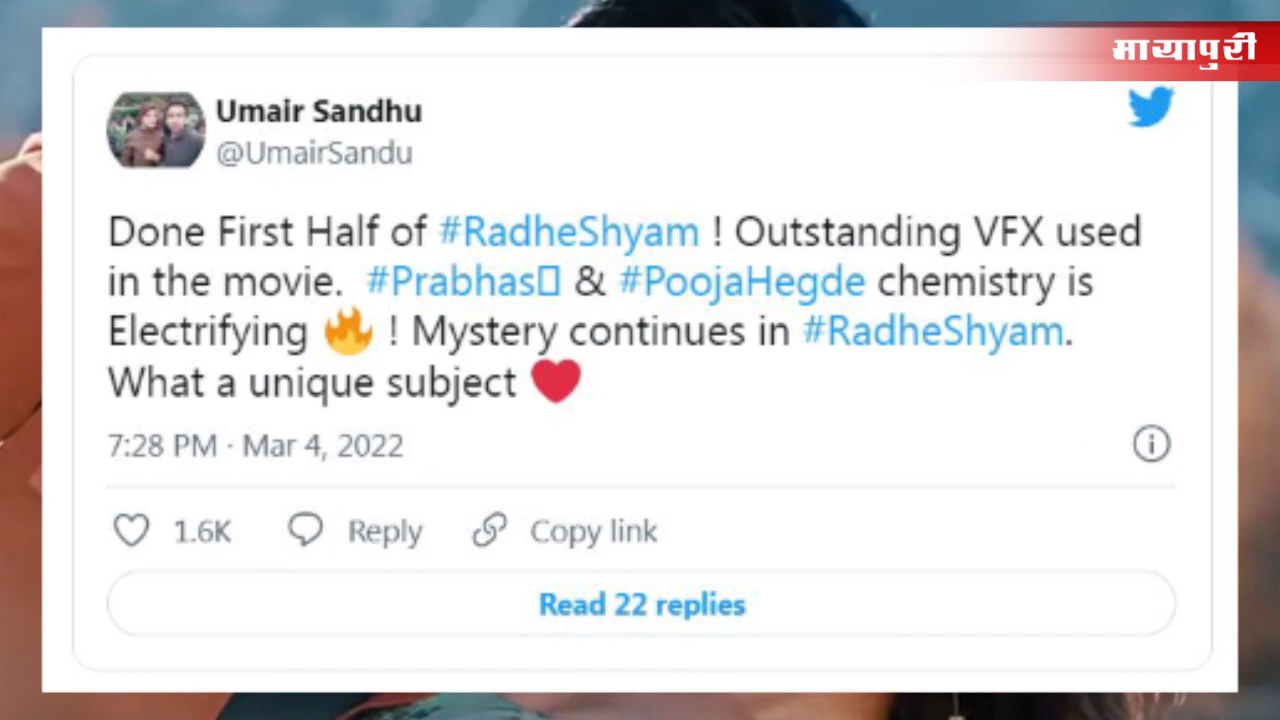 मायापुरी
Umair Sandhu
@UmairSandu
Done First Half of #RadheShyam ! Outstanding VFX used
in the movie. #Prabhas▯ & #PoojaHegde chemistry is
Electrifying 🔥 ! Mystery continues in #RadheShyam.
What a unique subject ❤️
7:28 PM · Mar 4, 2022
1.6K Reply Copy link
Read 22 replies